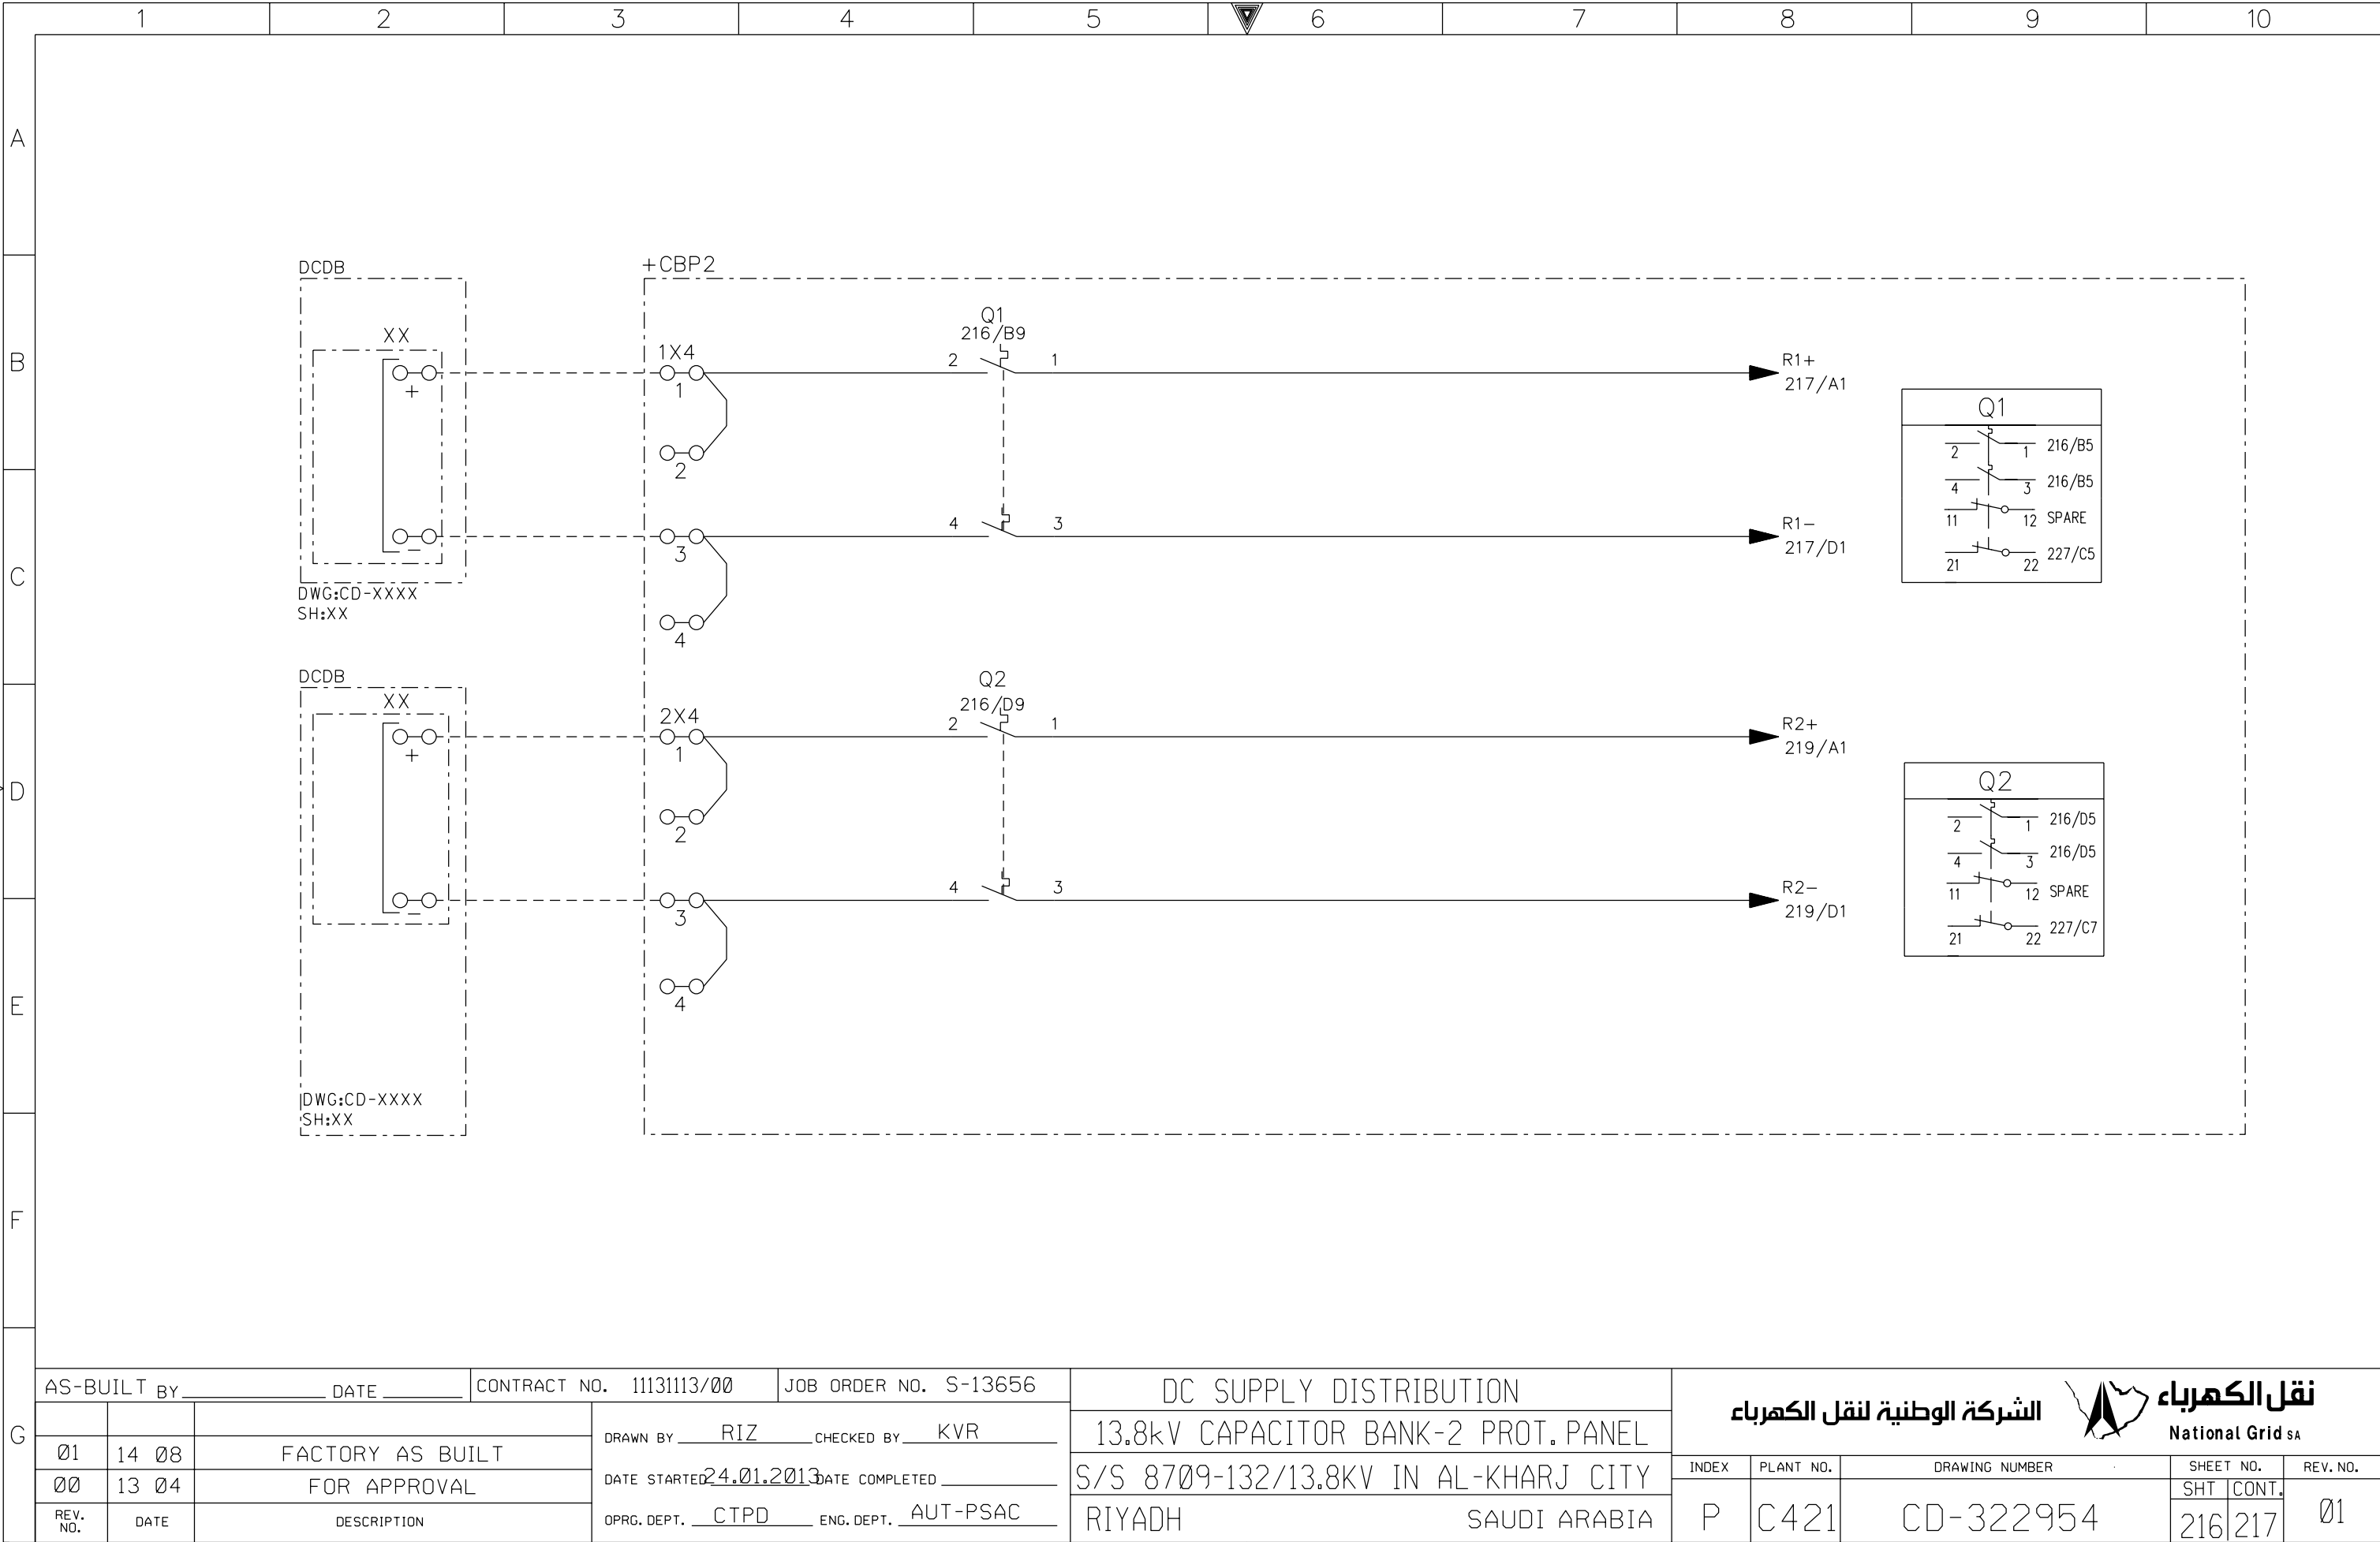 1 2 3 4 5 6 7 8 9 10
A
B
C
D
E
F
G
DCDB
XX
+
−
DWG:CD-XXXX
SH:XX
+CBP2
1X4
1
2
3
4
Q1
216/B9
2 1
4 3
R1+
217/A1
R1−
217/D1
Q1
2 1 216/B5
4 3 216/B5
11 12 SPARE
21 22 227/C5
DCDB
XX
+
−
DWG:CD-XXXX
SH:XX
2X4
1
2
3
4
Q2
216/D9
2 1
4 3
R2+
219/A1
R2−
219/D1
Q2
2 1 216/D5
4 3 216/D5
11 12 SPARE
21 22 227/C7
AS-BUILT BY DATE
CONTRACT NO. 11131113/00
JOB ORDER NO. S-13656
01 14 08 FACTORY AS BUILT
00 13 04 FOR APPROVAL
REV. NO. DATE DESCRIPTION
DRAWN BY RIZ CHECKED BY KVR
DATE STARTED 24.01.2013 DATE COMPLETED
OPRG. DEPT. CTPD ENG. DEPT. AUT-PSAC
DC SUPPLY DISTRIBUTION
13.8kV CAPACITOR BANK-2 PROT. PANEL
S/S 8709-132/13.8KV IN AL-KHARJ CITY
RIYADH SAUDI ARABIA
الشركة الوطنية لنقل الكهرباء
نقل الكهرباء
National Grid SA
INDEX PLANT NO. DRAWING NUMBER SHEET NO. REV. NO.
SHT CONT.
P C421 CD-322954 216 217 01